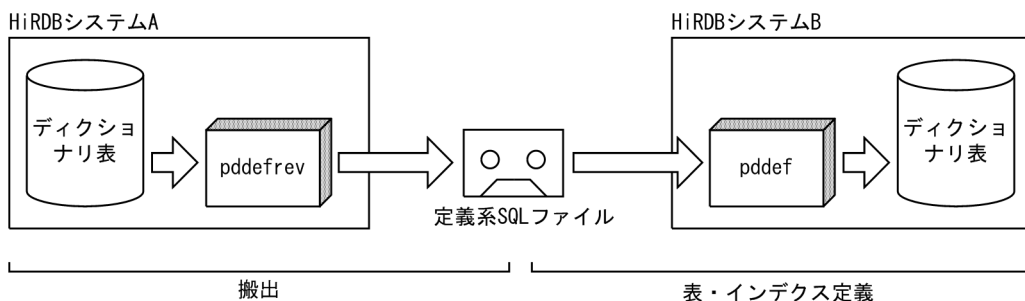 HiRDBシステムA
HiRDBシステムB
ディクショ
ナリ表
pddefrev
定義系SQLファイル
pddef
ディクショ
ナリ表
搬出
表・インデクス定義